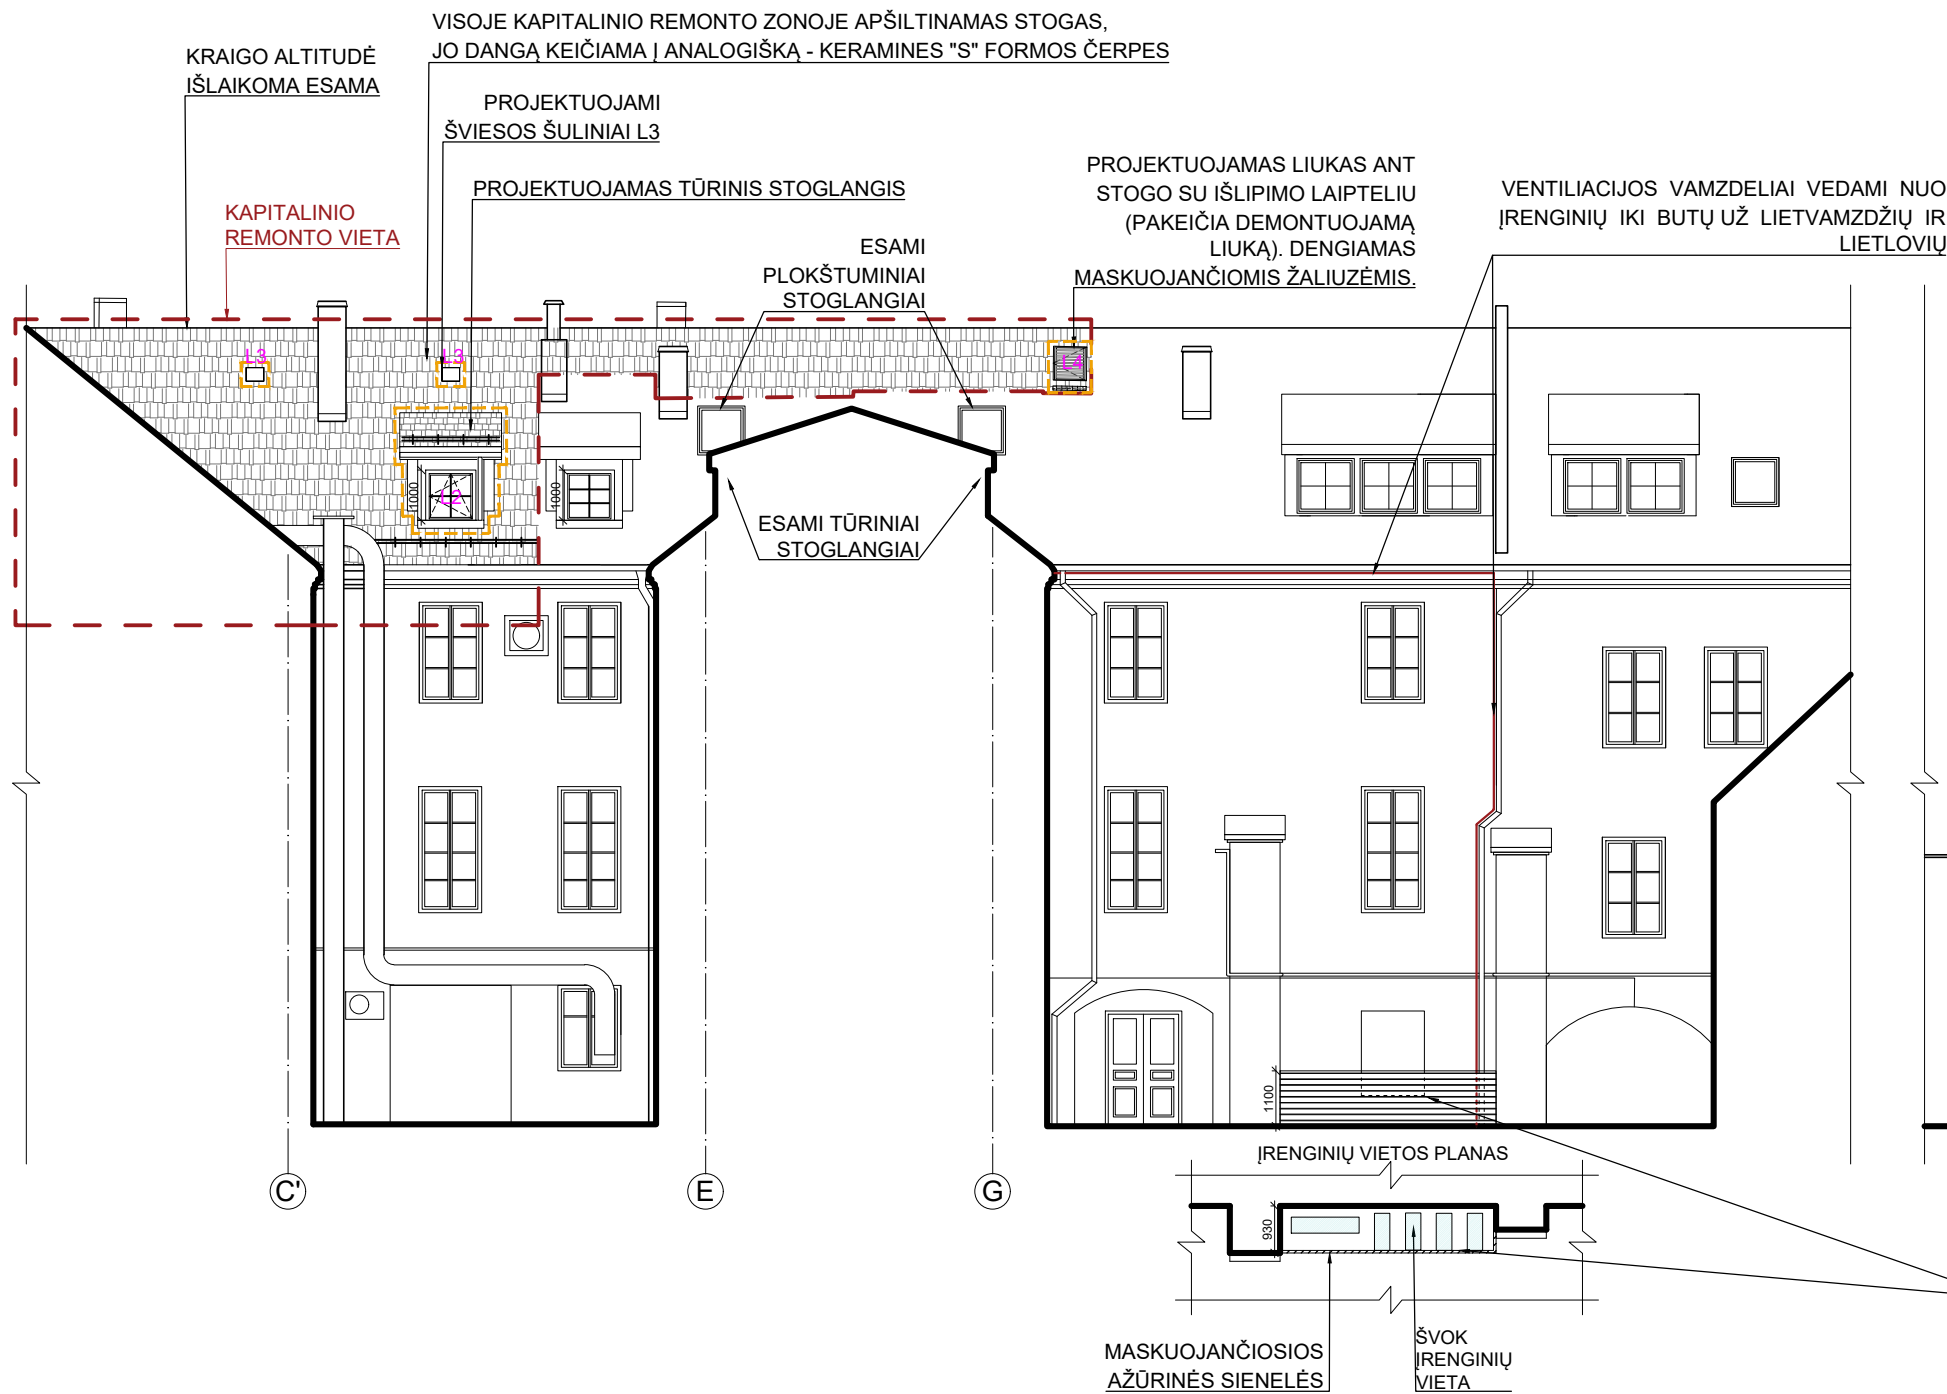 VISOJE KAPITALINIO REMONTO ZONOJE APŠILTINAMAS STOGAS,
JO DANGĄ KEIČIAMA Į ANALOGIŠKĄ - KERAMINES "S" FORMOS ČERPES
KRAIGO ALTITUDĖ
IŠLAIKOMA ESAMA
PROJEKTUOJAMI
ŠVIESOS ŠULINIAI L3
PROJEKTUOJAMAS TŪRINIS STOGLANGIS
KAPITALINIO
REMONTO VIETA
ESAMI
PLOKŠTUMINIAI
STOGLANGIAI
PROJEKTUOJAMAS LIUKAS ANT
STOGO SU IŠLIPIMO LAIPTELIU
(PAKEIČIA DEMONTUOJAMĄ
LIUKĄ). DENGIAMAS
MASKUOJANČIOMIS ŽALIUZĖMIS.
VENTILIACIJOS VAMZDELIAI VEDAMI NUO
ĮRENGINIŲ IKI BUTŲ UŽ LIETVAMZDŽIŲ IR
LIETLOVIŲ
L3
L3
L4
1000
L2
1000
ESAMI TŪRINIAI
STOGLANGIAI
1100
C'
E
G
ĮRENGINIŲ VIETOS PLANAS
930
MASKUOJANČIOSIOS
AŽŪRINĖS SIENELĖS
ŠVOK
ĮRENGINIŲ
VIETA